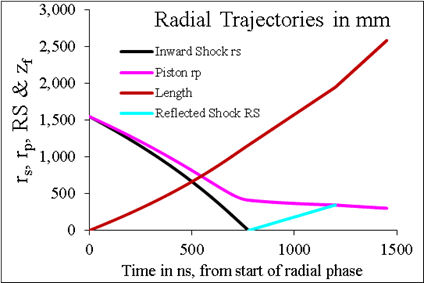 Radial Trajectories in mm
Inward Shock rs
Piston rp
Length
Reflected Shock RS
rs, rp, RS & zf
3,000
2,500
2,000
1,500
1,000
500
0
0 500 1000 1500
Time in ns, from start of radial phase